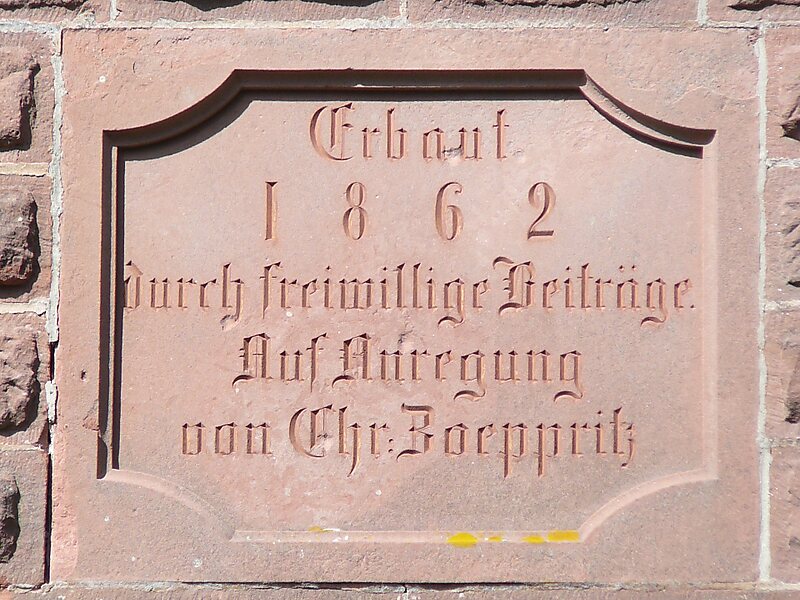 Erbaut
1862
durch freiwillige Beiträge.
Auf Anregung
von Chr: Zoeppritz